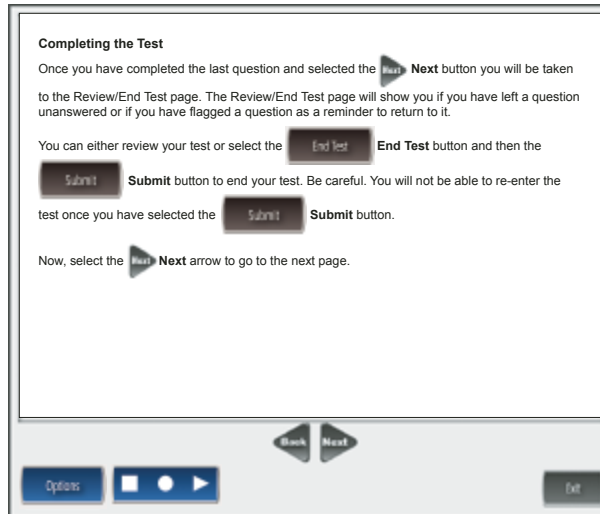 Completing the Test
Once you have completed the last question and selected the Next Next button you will be taken
to the Review/End Test page. The Review/End Test page will show you if you have left a question
unanswered or if you have flagged a question as a reminder to return to it.
You can either review your test or select the End Test End Test button and then the
Submit Submit button to end your test. Be careful. You will not be able to re-enter the
test once you have selected the Submit Submit button.
Now, select the Next Next arrow to go to the next page.
Back Next
Options Exit